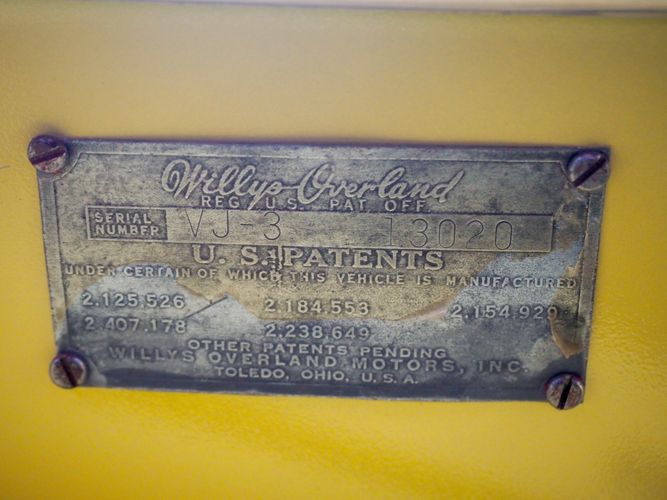 Willys-Overland
REG. U.S. PAT. OFF.
SERIAL NUMBER VJ-3 13020
U. S. PATENTS
UNDER CERTAIN OF WHICH THIS VEHICLE IS MANUFACTURED
2.125.526 2.184.553 2.154.929
2.407.178 2.238.649
OTHER PATENTS PENDING
WILLYS OVERLAND MOTORS, INC.
TOLEDO, OHIO, U.S.A.